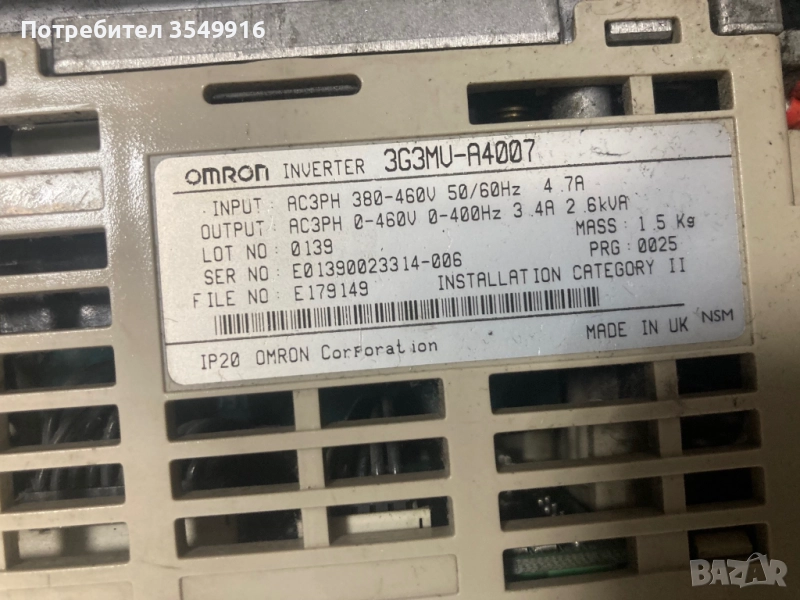 Потребител 3549916
OMRON INVERTER 3G3MV-A4007
INPUT : AC3PH 380-460V 50/60Hz 4.7A
OUTPUT : AC3PH 0-460V 0-400Hz 3.4A 2.6kVA
MASS : 1.5 Kg
LOT NO : 0139
PRG : 0025
SER NO : E01390023314-006
FILE NO : E179149 INSTALLATION CATEGORY II
IP20 OMRON Corporation
MADE IN UK NSM
BAZAR